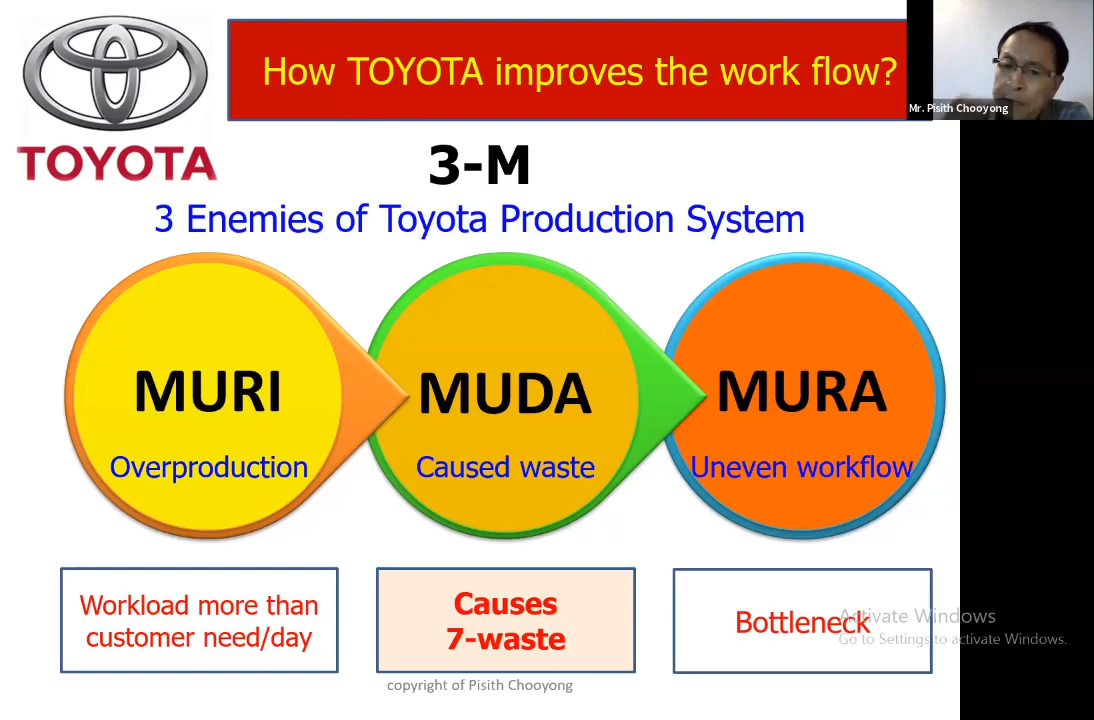 How TOYOTA improves the work flow?
Mr. Pisith Chooyong
TOYOTA
3-M
3 Enemies of Toyota Production System
MURI
Overproduction
MUDA
Caused waste
MURA
Uneven workflow
Workload more than
customer need/day
Causes
7-waste
Bottleneck
Activate Windows
Go to Settings to activate Windows.
copyright of Pisith Chooyong